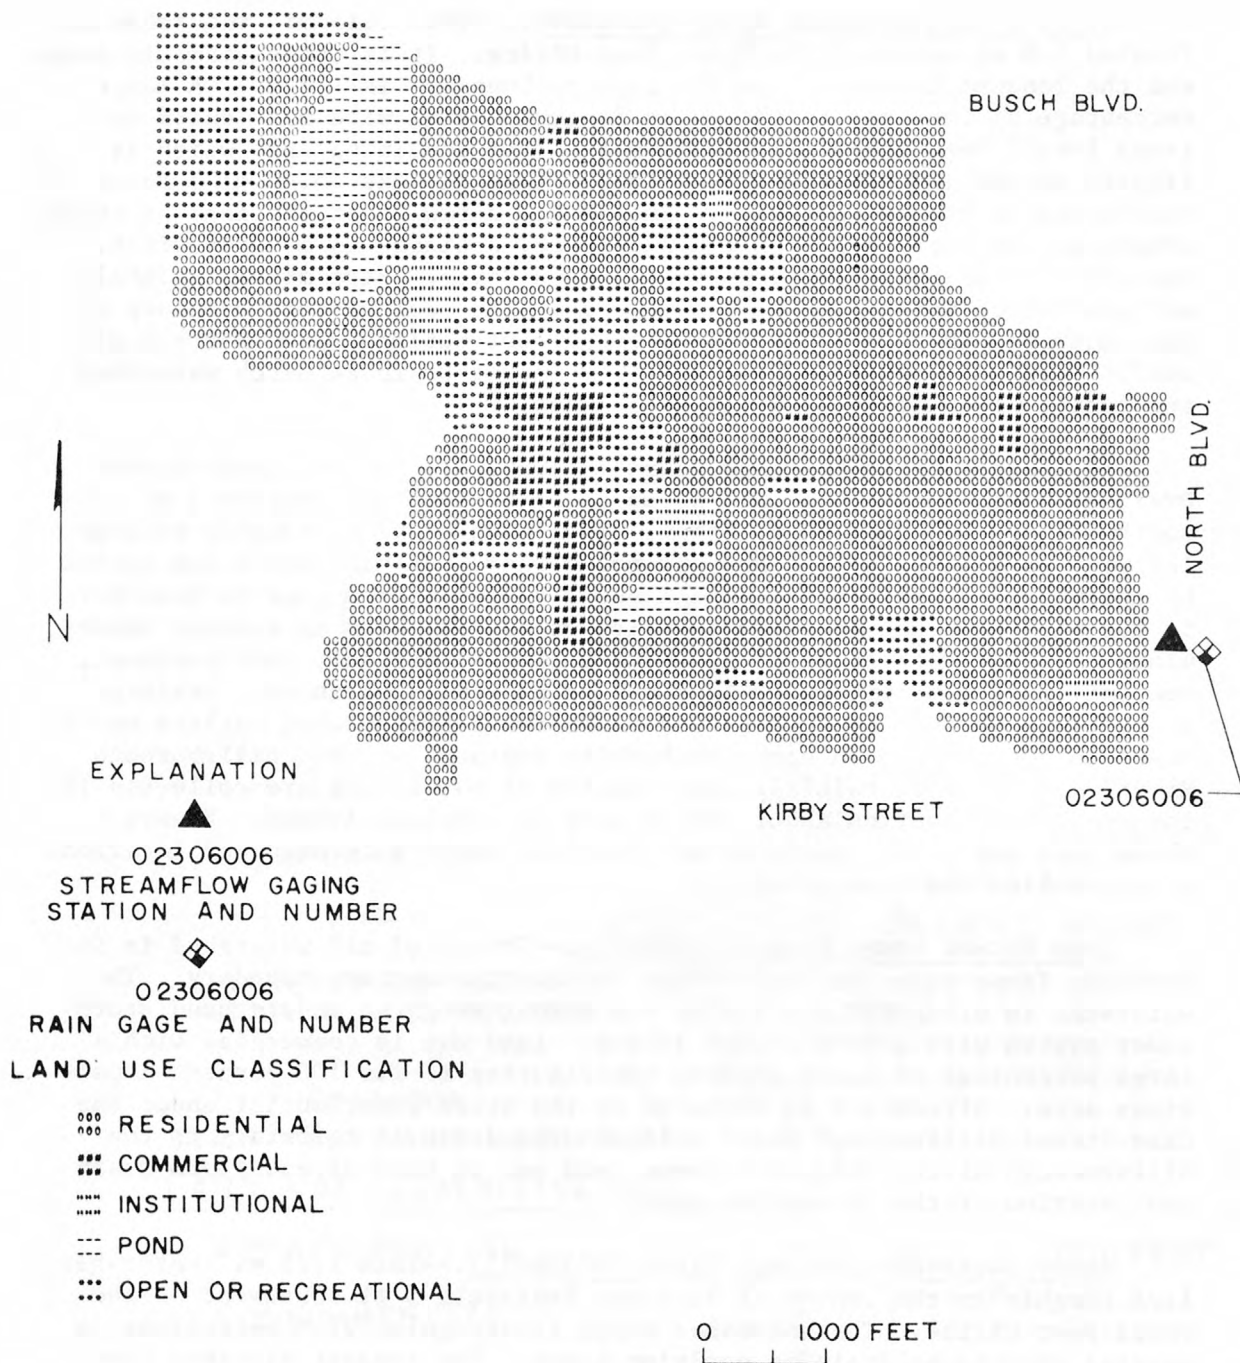 BUSCH BLVD.
NORTH BLVD.
N
EXPLANATION
02306006
STREAMFLOW GAGING
STATION AND NUMBER
02306006
RAIN GAGE AND NUMBER
LAND USE CLASSIFICATION
RESIDENTIAL
COMMERCIAL
INSTITUTIONAL
POND
OPEN OR RECREATIONAL
KIRBY STREET
02306006
0 1000 FEET